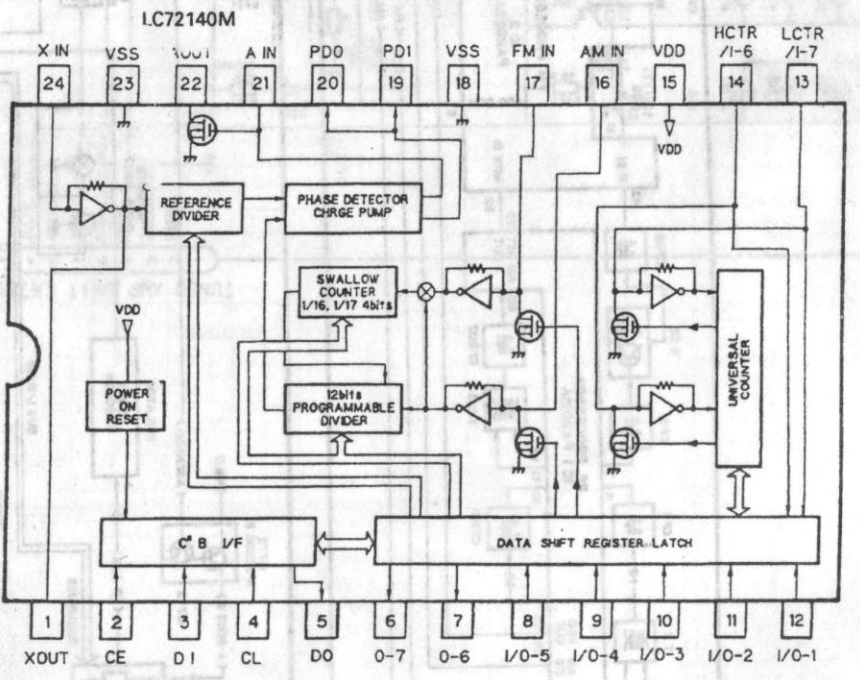 LC72140M
X IN VSS A IN PD0 PD1 VSS FM IN AM IN VDD HCTR /I-6 LCTR /I-7
24 23 22 21 20 19 18 17 16 15 14 13
VDD
REFERENCE DIVIDER
PHASE DETECTOR CHRGE PUMP
SWALLOW COUNTER 1/16, 1/17 4bits
VDD
POWER ON RESET
12bits PROGRAMMABLE DIVIDER
UNIVERSAL COUNTER
C² B I/F
DATA SHIFT REGISTER LATCH
1 2 3 4 5 6 7 8 9 10 11 12
XOUT CE DI CL DO O-7 O-6 I/O-5 I/O-4 I/O-3 I/O-2 I/O-1